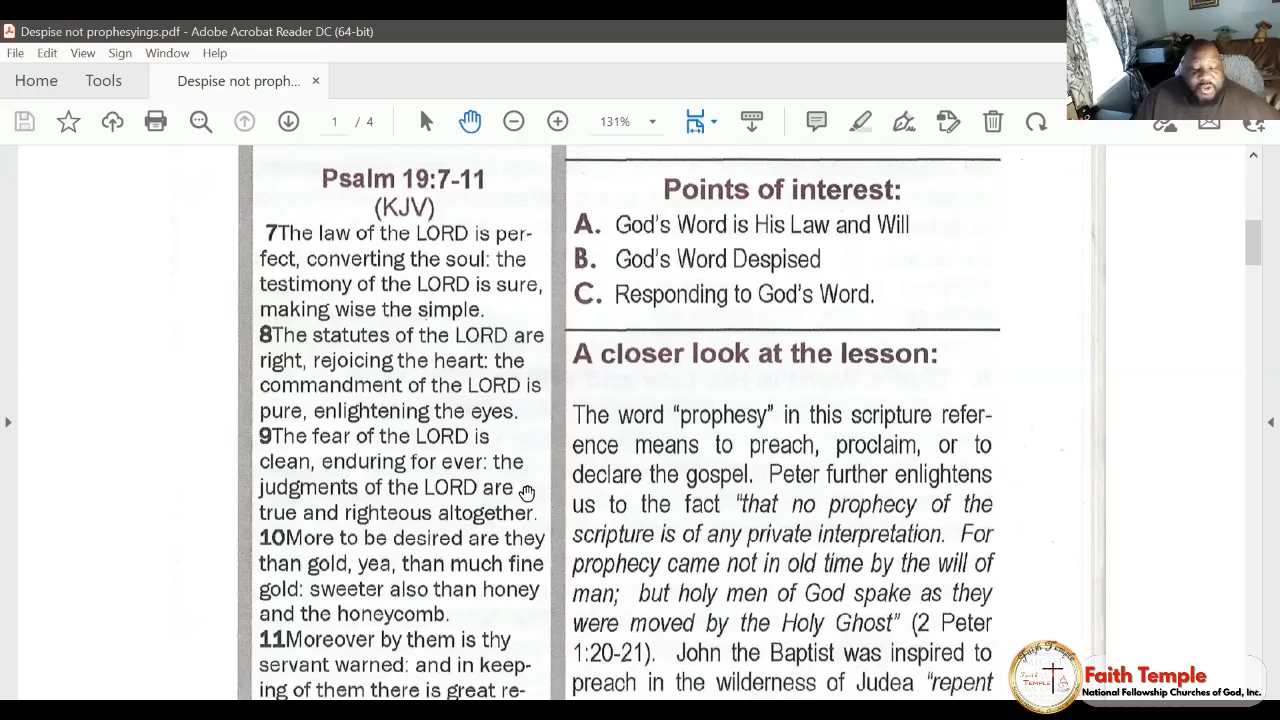 Despise not prophesyings.pdf - Adobe Acrobat Reader DC (64-bit)
File Edit View Sign Window Help
Home Tools Despise not proph... ×
1 / 4 131%
Psalm 19:7-11
(KJV)
7The law of the LORD is per-
fect, converting the soul: the
testimony of the LORD is sure,
making wise the simple.
8The statutes of the LORD are
right, rejoicing the heart: the
commandment of the LORD is
pure, enlightening the eyes.
9The fear of the LORD is
clean, enduring for ever: the
judgments of the LORD are
true and righteous altogether.
10More to be desired are they
than gold, yea, than much fine
gold: sweeter also than honey
and the honeycomb.
11Moreover by them is thy
servant warned: and in keep-
ing of them there is great re-
Points of interest:
A. God's Word is His Law and Will
B. God's Word Despised
C. Responding to God's Word.
A closer look at the lesson:
The word “prophesy” in this scripture refer-
ence means to preach, proclaim, or to
declare the gospel. Peter further enlightens
us to the fact “that no prophecy of the
scripture is of any private interpretation. For
prophecy came not in old time by the will of
man; but holy men of God spake as they
were moved by the Holy Ghost” (2 Peter
1:20-21). John the Baptist was inspired to
preach in the wilderness of Judea “repent
Faith Temple
National Fellowship Churches of God, Inc.